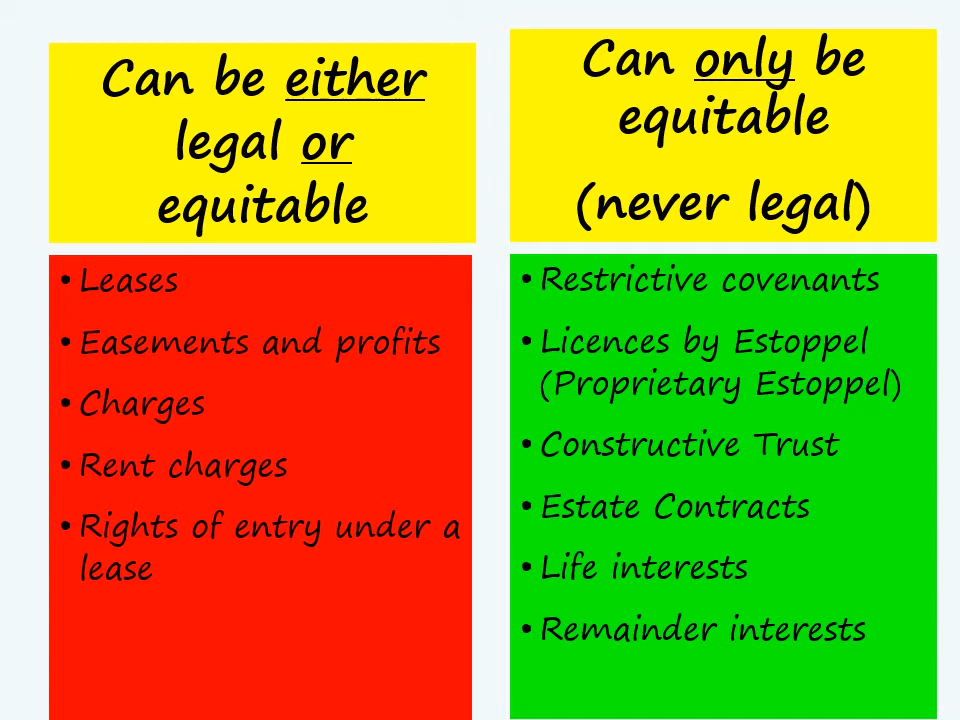 Can be either
legal or
equitable
• Leases
• Easements and profits
• Charges
• Rent charges
• Rights of entry under a
lease
Can only be
equitable
(never legal)
• Restrictive covenants
• Licences by Estoppel
(Proprietary Estoppel)
• Constructive Trust
• Estate Contracts
• Life interests
• Remainder interests